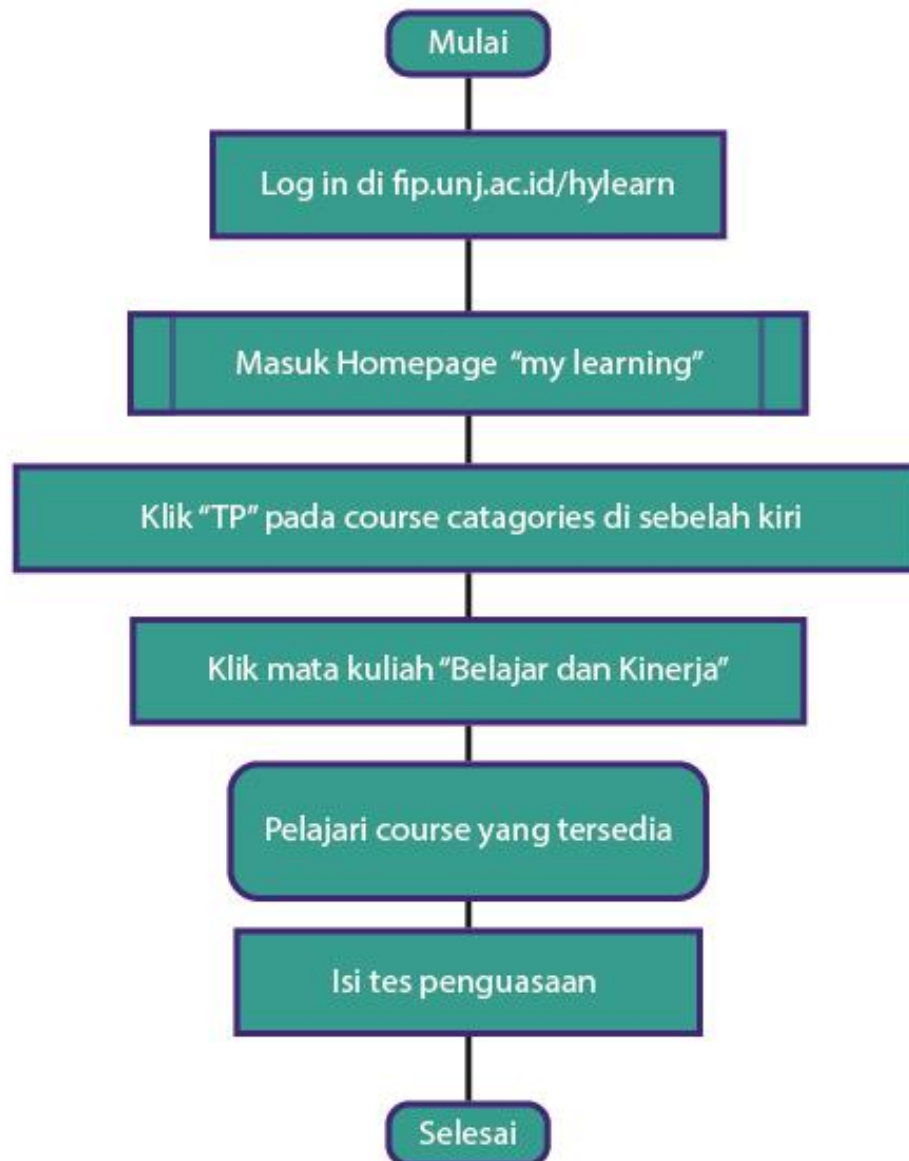 Mulai
Log in di fip.unj.ac.id/hylearn
Masuk Homepage “my learning”
Klik “TP” pada course catagories di sebelah kiri
Klik mata kuliah “Belajar dan Kinerja”
Pelajari course yang tersedia
Isi tes penguasaan
Selesai